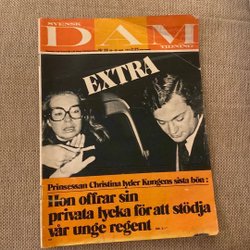 SVENSK
DAM
TIDNING
EXTRA
Prinsessan Christina lyder Kungens sista bön:
Hon offrar sin
privata lycka för att stödja
vår unge regent